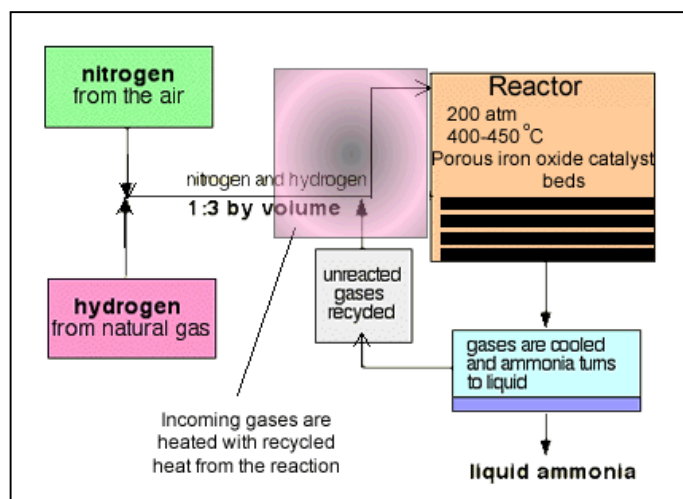 nitrogen
from the air
Reactor
200 atm
400-450 °C
Porous iron oxide catalyst
beds
nitrogen and hydrogen
1:3 by volume
hydrogen
from natural gas
unreacted
gases
recyded
gases are cooled
and ammonia turns
to liquid
Incoming gases are
heated with recycled
heat from the reaction
liquid ammonia